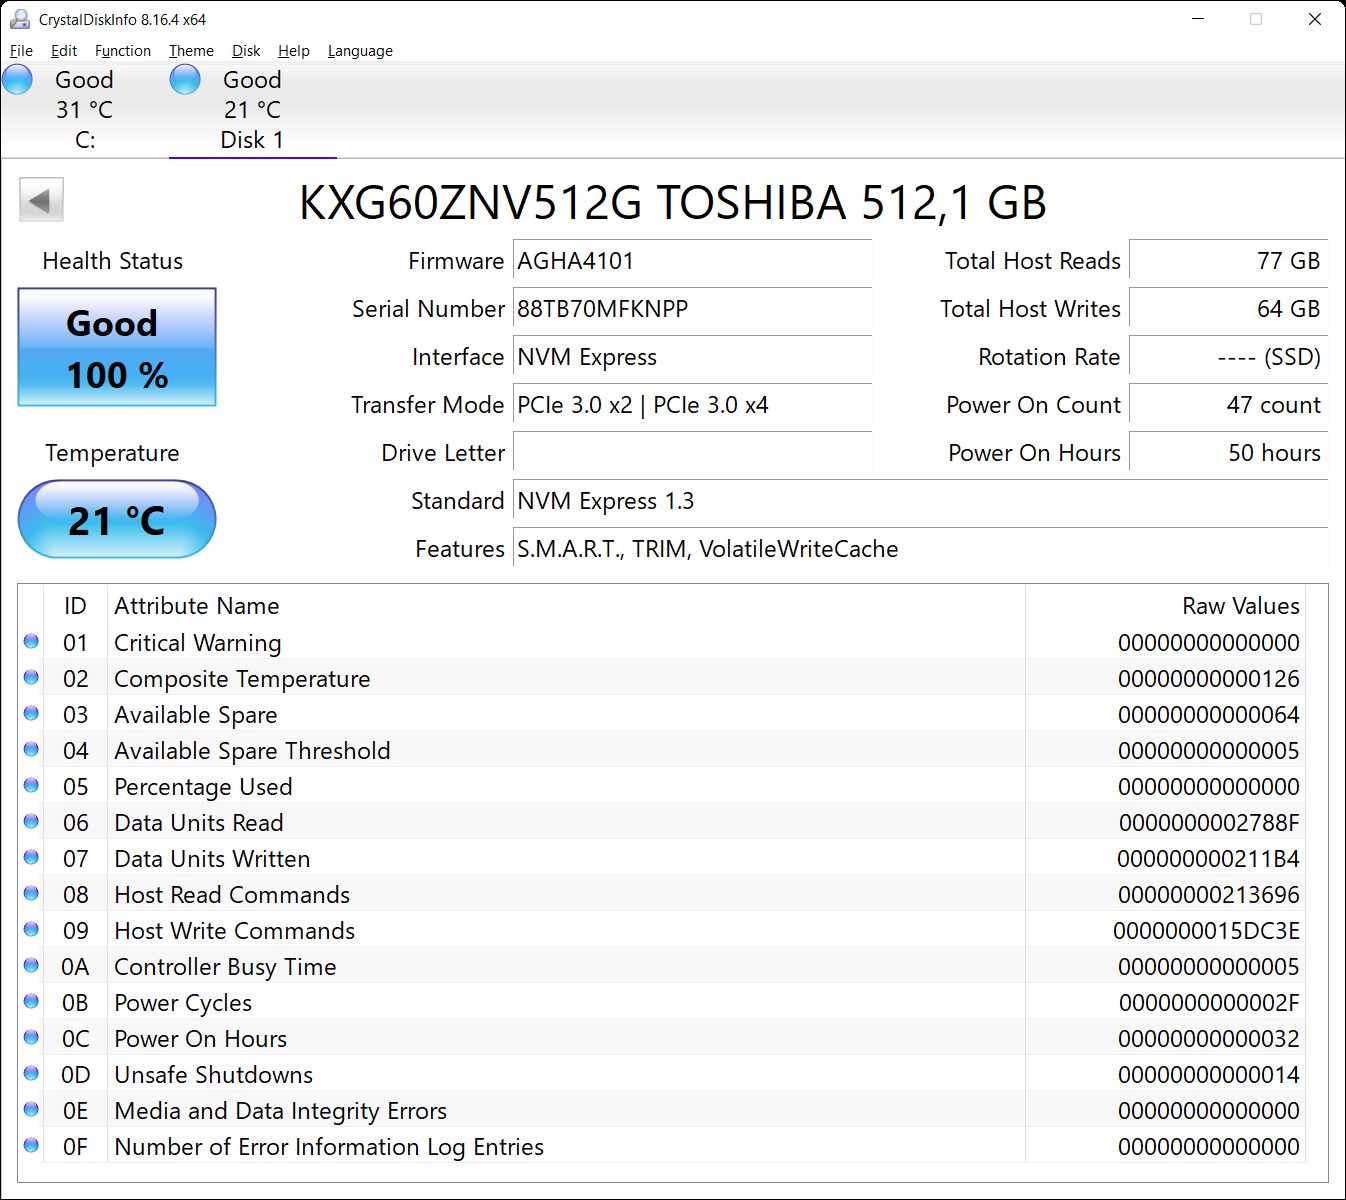 CrystalDiskInfo 8.16.4 x64
File Edit Function Theme Disk Help Language
Good Good
31 °C 21 °C
C: Disk 1
KXG60ZNV512G TOSHIBA 512,1 GB
Health Status
Good
100 %
Temperature
21 °C
Firmware AGHA4101
Serial Number 88TB70MFKNPP
Interface NVM Express
Transfer Mode PCIe 3.0 x2 | PCIe 3.0 x4
Drive Letter
Standard NVM Express 1.3
Features S.M.A.R.T., TRIM, VolatileWriteCache
Total Host Reads 77 GB
Total Host Writes 64 GB
Rotation Rate ---- (SSD)
Power On Count 47 count
Power On Hours 50 hours
ID Attribute Name Raw Values
01 Critical Warning 00000000000000
02 Composite Temperature 00000000000126
03 Available Spare 00000000000064
04 Available Spare Threshold 00000000000005
05 Percentage Used 00000000000000
06 Data Units Read 0000000002788F
07 Data Units Written 000000000211B4
08 Host Read Commands 00000000213696
09 Host Write Commands 0000000015DC3E
0A Controller Busy Time 00000000000005
0B Power Cycles 0000000000002F
0C Power On Hours 00000000000032
0D Unsafe Shutdowns 00000000000014
0E Media and Data Integrity Errors 00000000000000
0F Number of Error Information Log Entries 00000000000000